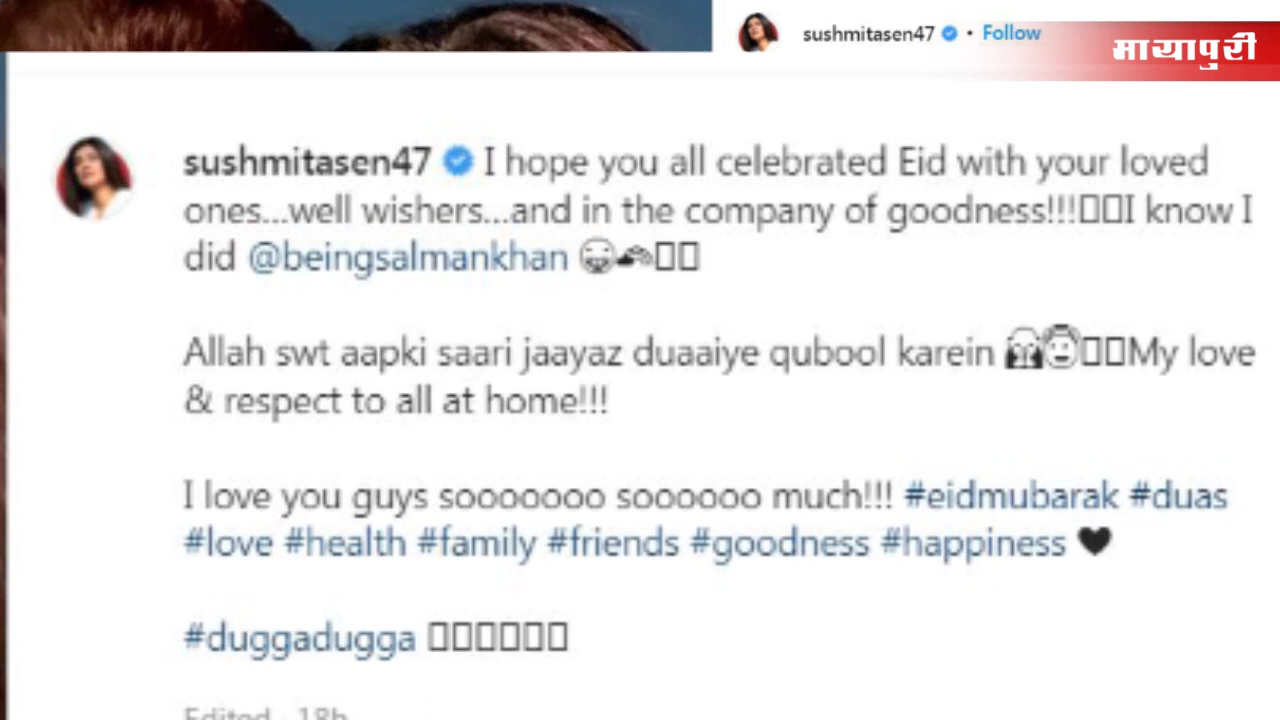 sushmitasen47 • Follow
मायापुरी
sushmitasen47 I hope you all celebrated Eid with your loved
ones...well wishers...and in the company of goodness!!!I know I
did @beingsalmankhan
Allah swt aapki saari jaayaz duaaiye qubool karein My love
& respect to all at home!!!
I love you guys sooooooo soooooo much!!! #eidmubarak #duas
#love #health #family #friends #goodness #happiness 🖤
#duggadugga
Edited · 18h